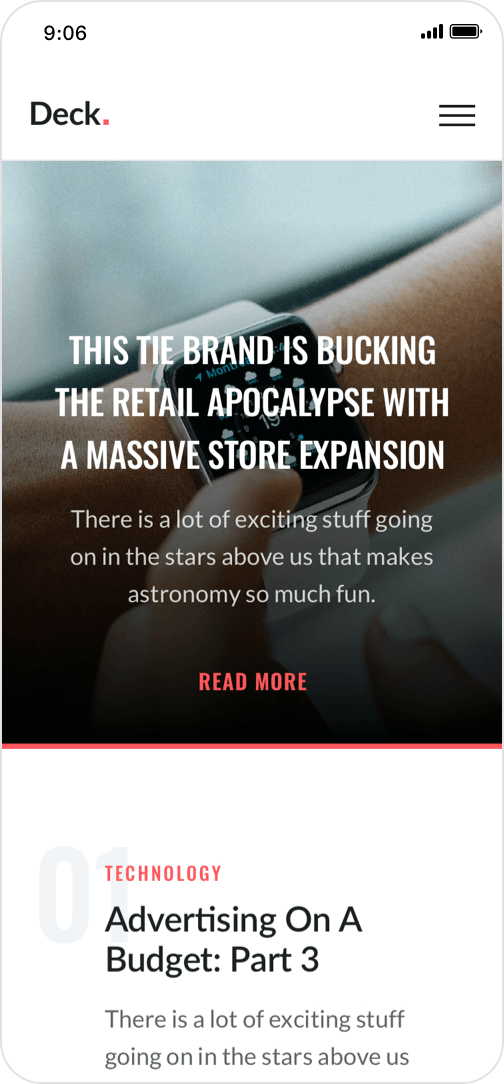 9:06
Deck.
THIS TIE BRAND IS BUCKING
THE RETAIL APOCALYPSE WITH
A MASSIVE STORE EXPANSION
There is a lot of exciting stuff going
on in the stars above us that makes
astronomy so much fun.
READ MORE
01
TECHNOLOGY
Advertising On A
Budget: Part 3
There is a lot of exciting stuff
going on in the stars above us